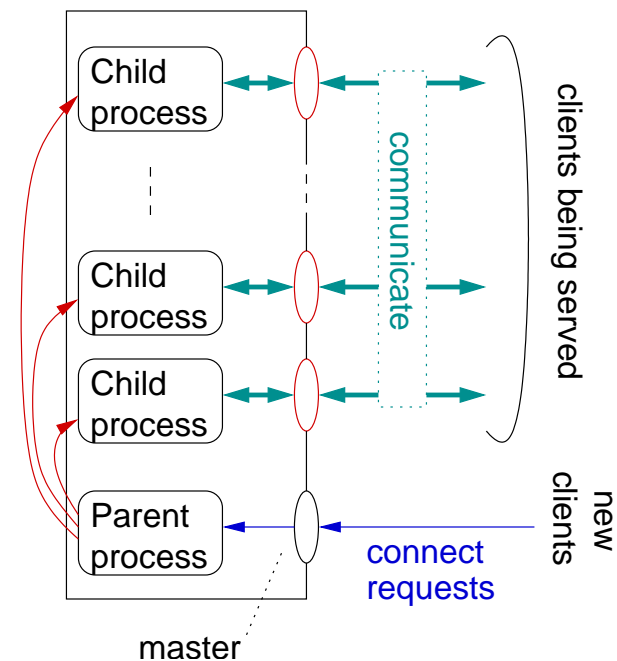 Child
process
communicate
clients being served
Child
process
Child
process
Parent
process
connect
requests
new
clients
master